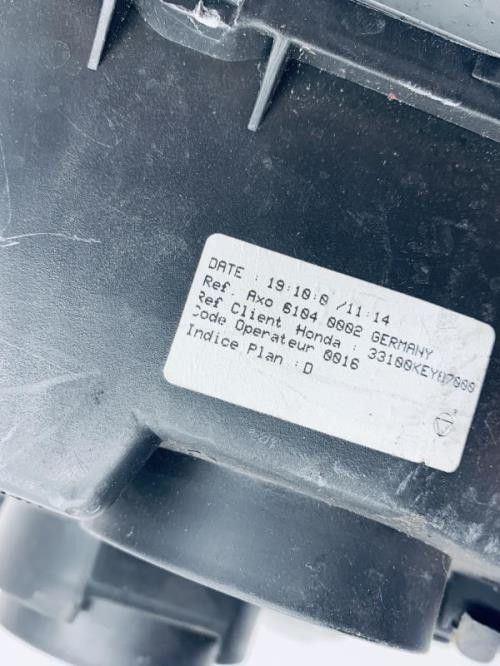 DATE : 19:10:0 /11:14
Ref. Axo 6104 0002 GERMANY
Ref Client Honda : 33100KEYH7000
Code Operateur 0016
Indice Plan : D